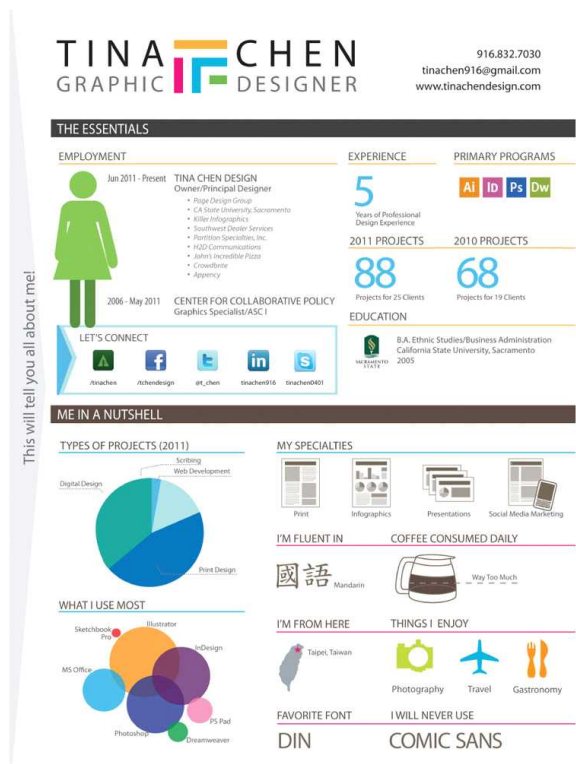 TINA CHEN
GRAPHIC DESIGNER
916.832.7030
tinachen916@gmail.com
www.tinachendesign.com
This will tell you all about me!
THE ESSENTIALS
EMPLOYMENT
Jun 2011 - Present
TINA CHEN DESIGN
Owner/Principal Designer
• Page Design Group
• CA State University, Sacramento
• Killer Infographics
• Southwest Dealer Services
• Partition Specialties, Inc.
• H2O Communications
• John's Incredible Pizza
• Crowdbrite
• Appency
2006 - May 2011
CENTER FOR COLLABORATIVE POLICY
Graphics Specialist/ASC I
LET'S CONNECT
f
t
in
S
/tinachen
/tchendesign
@t_chen
tinachen916
tinachen0401
EXPERIENCE
5
Years of Professional
Design Experience
PRIMARY PROGRAMS
Ai
ID
Ps
Dw
2011 PROJECTS
88
Projects for 25 Clients
2010 PROJECTS
68
Projects for 19 Clients
EDUCATION
SACRAMENTO
STATE
B.A. Ethnic Studies/Business Administration
California State University, Sacramento
2005
ME IN A NUTSHELL
TYPES OF PROJECTS (2011)
Scribing
Web Development
Digital Design
Print Design
WHAT I USE MOST
Sketchbook
Pro
Illustrator
InDesign
MS Office
PS Pad
Photoshop
Dreamweaver
MY SPECIALTIES
Print
Infographics
Presentations
Social Media Marketing
I'M FLUENT IN
國語
Mandarin
COFFEE CONSUMED DAILY
Way Too Much
I'M FROM HERE
Taipei, Taiwan
THINGS I ENJOY
Photography
Travel
Gastronomy
FAVORITE FONT
DIN
I WILL NEVER USE
COMIC SANS